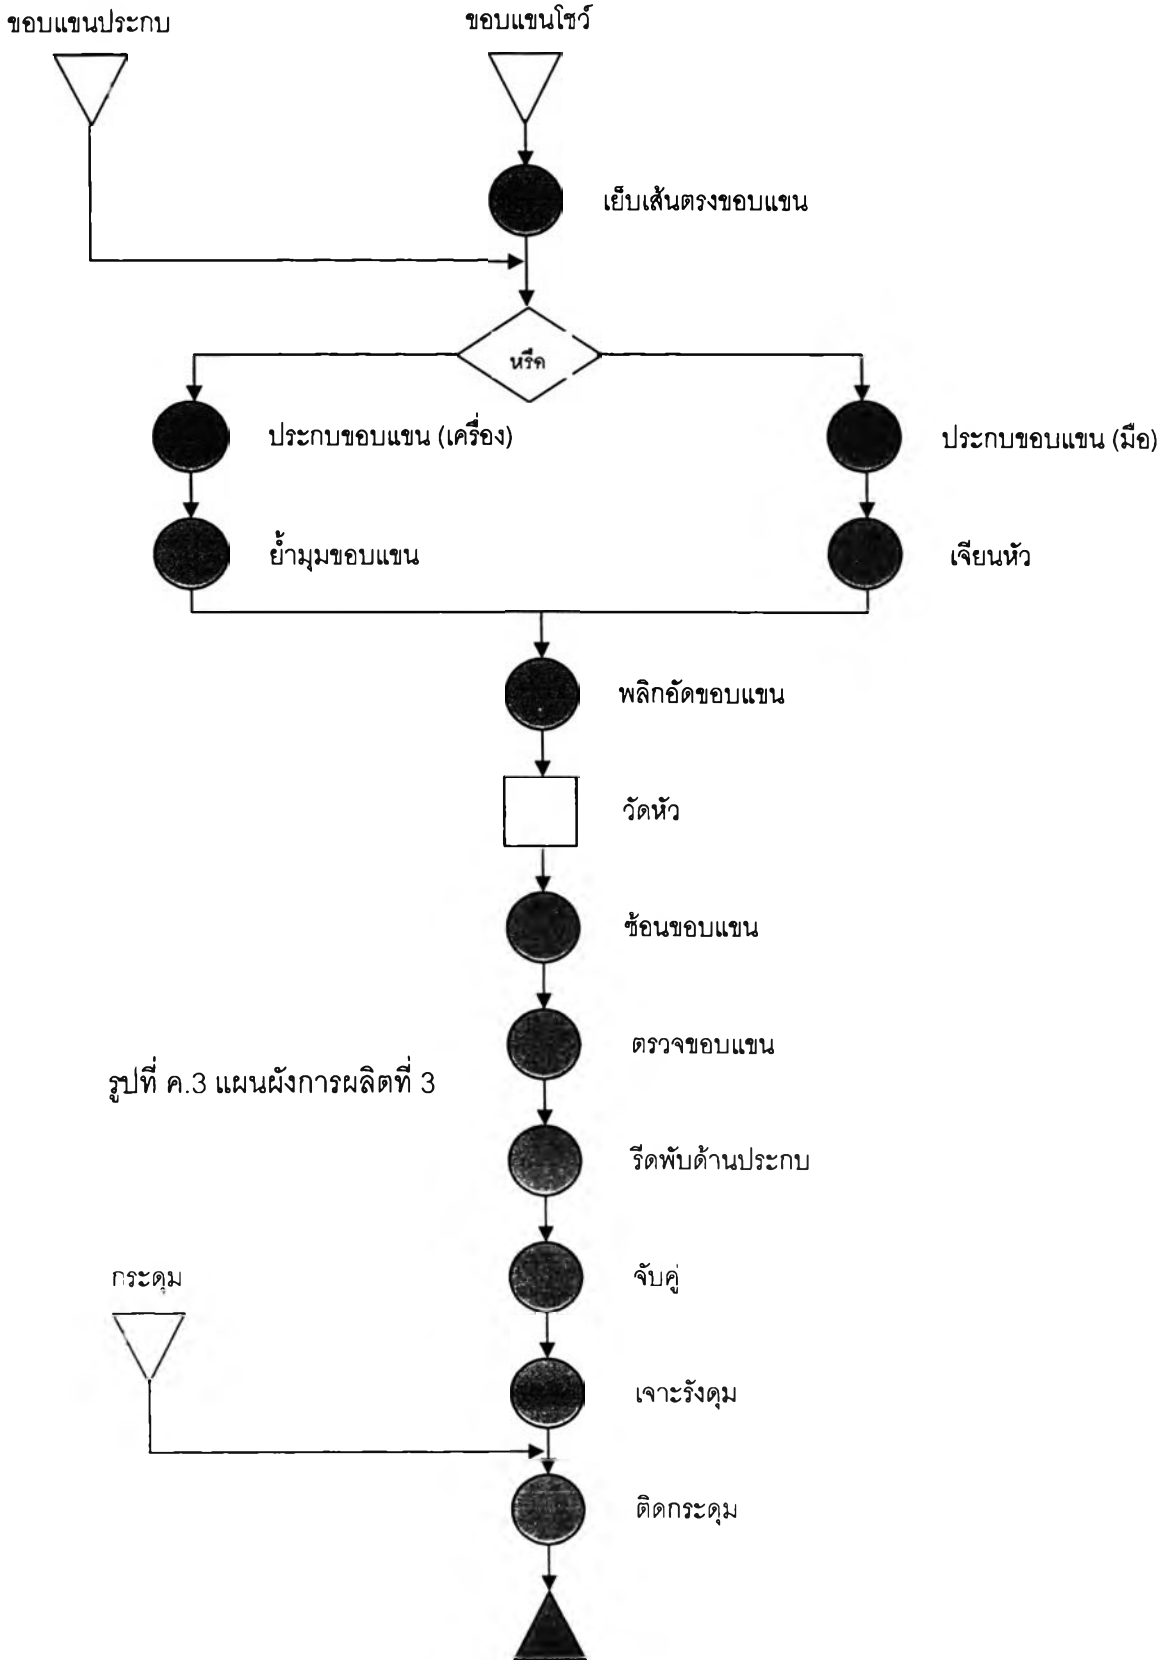 ขอบแขนประกบ
ขอบแขนโชว์
เย็บเส้นตรงขอบแขน
หรือ
ประกบขอบแขน (เครื่อง)
ประกบขอบแขน (มือ)
ย้ำมุมขอบแขน
เจียนหัว
พลิกอัดขอบแขน
วัดหัว
ซ้อนขอบแขน
ตรวจขอบแขน
รูปที่ ค.3 แผนผังการผลิตที่ 3
รีดพับด้านประกบ
จับคู่
กระดุม
เจาะรังดุม
ติดกระดุม